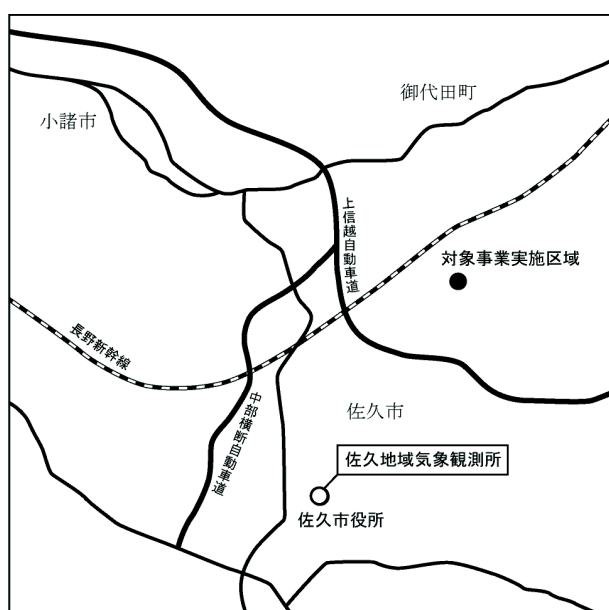 御代田町
小諸市
上信越自動車道
対象事業実施区域
長野新幹線
中部横断自動車道
佐久市
佐久地域気象観測所
佐久市役所